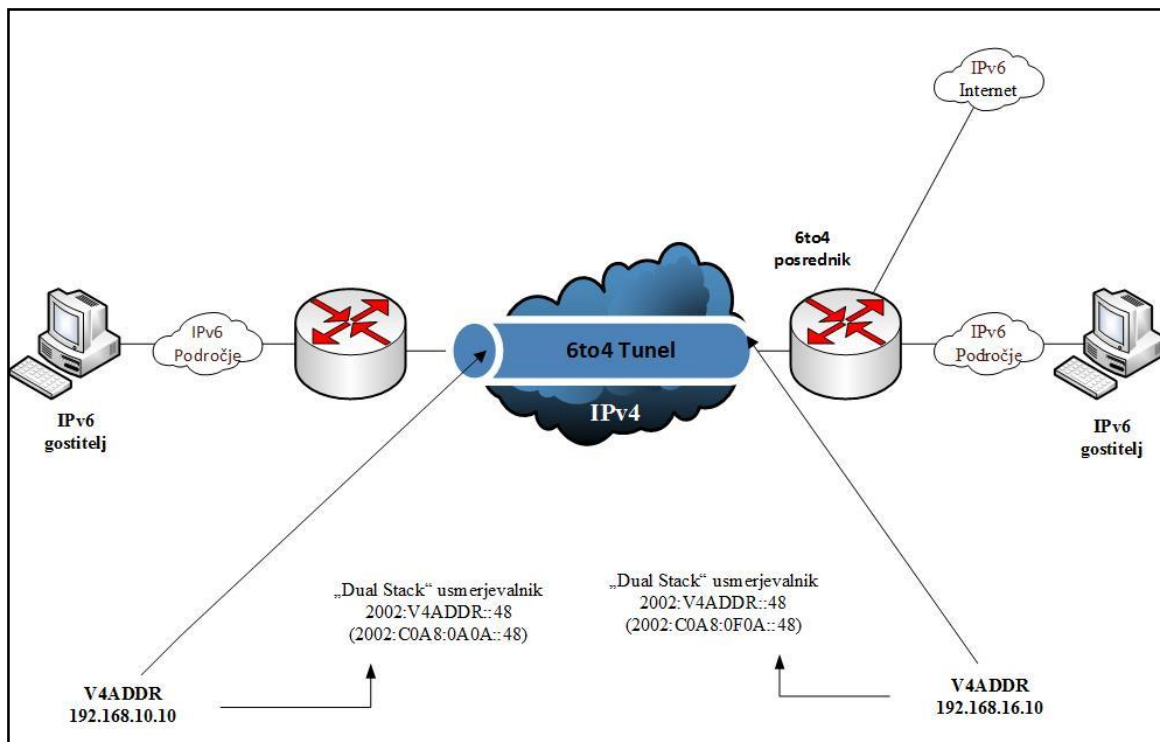 IPv6
Internet
6to4
posrednik
IPv6
Področje
6to4 Tunel
IPv4
IPv6
Področje
IPv6
gostitelj
IPv6
gostitelj
„Dual Stack“ usmerjevalnik
2002:V4ADDR::48
(2002:C0A8:0A0A::48)
„Dual Stack“ usmerjevalnik
2002:V4ADDR::48
(2002:C0A8:0F0A::48)
V4ADDR
192.168.10.10
V4ADDR
192.168.16.10